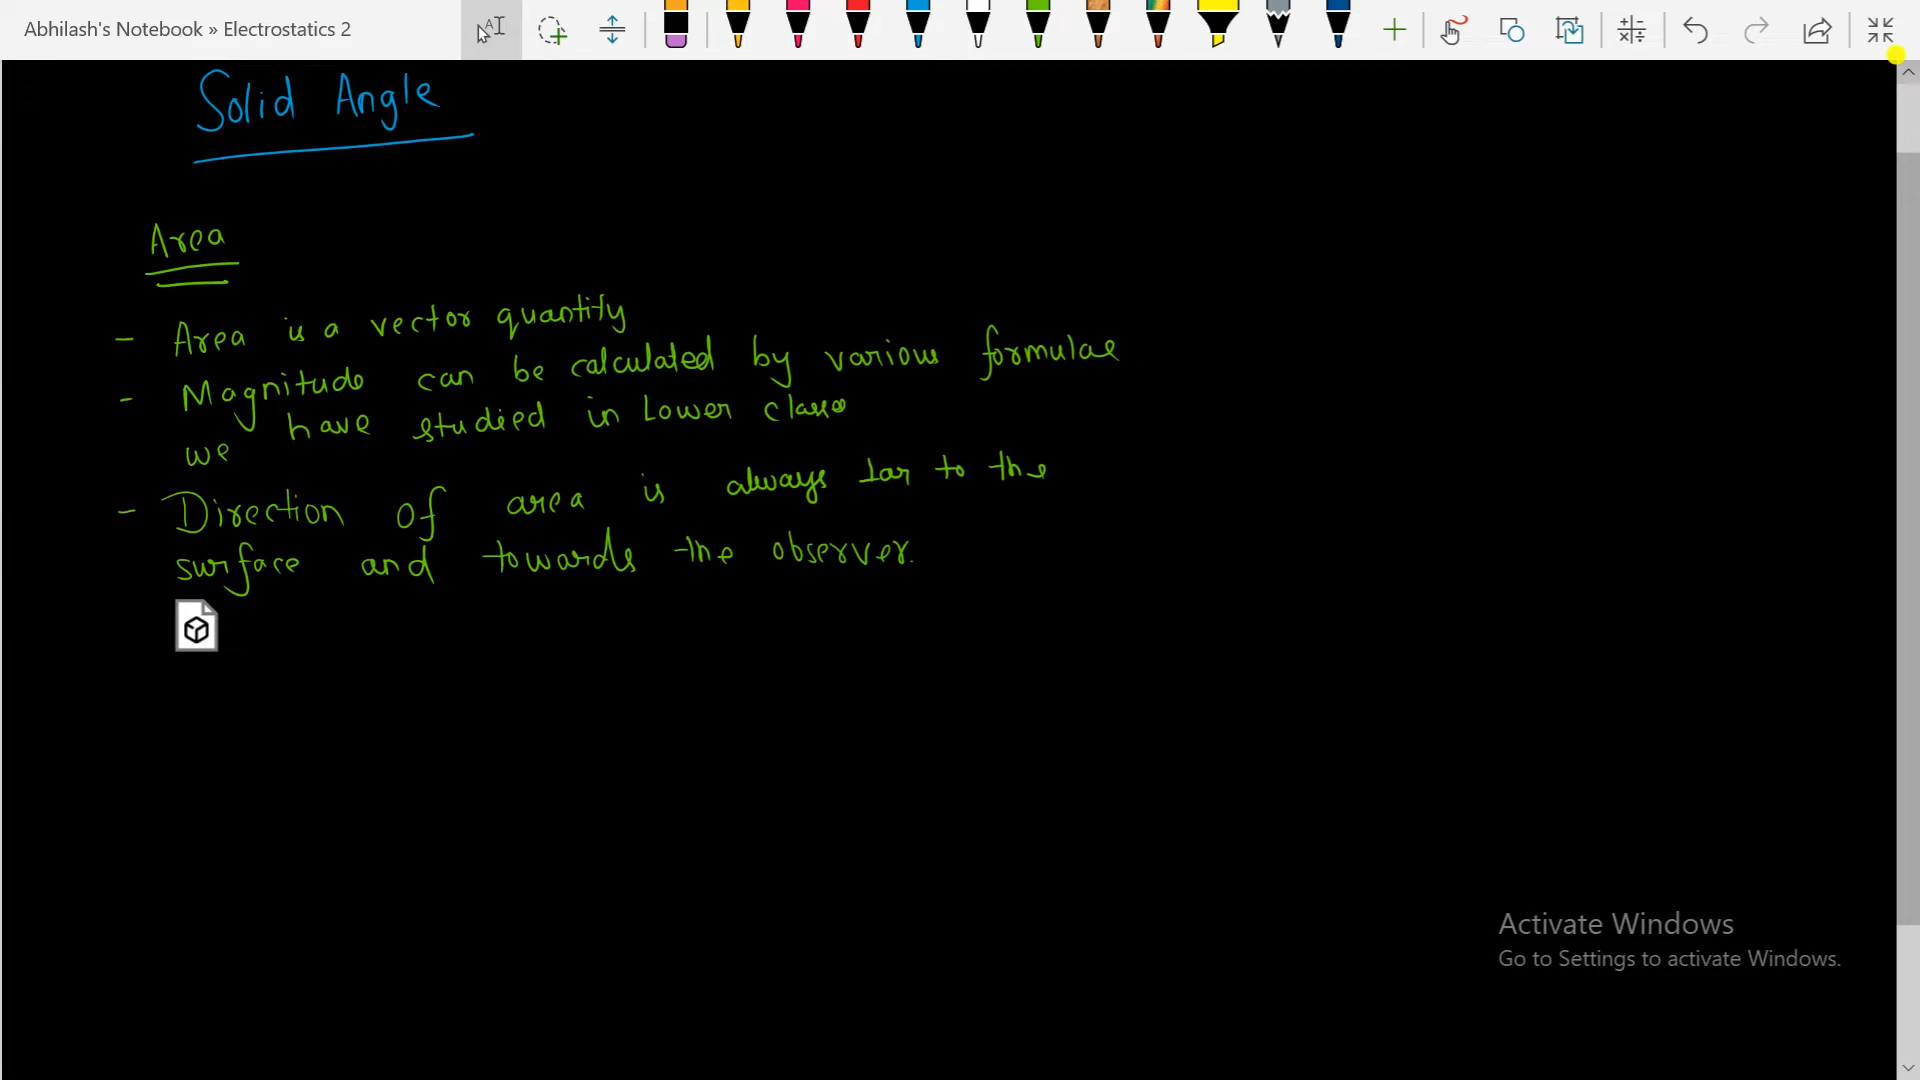 Abhilash's Notebook » Electrostatics 2
Solid Angle
Area
- Area is a vector quantity
- Magnitude can be calculated by various formulae
we have studied in Lower classes
- Direction of area is always ⊥ar to the
surface and towards the observer.
Activate Windows
Go to Settings to activate Windows.